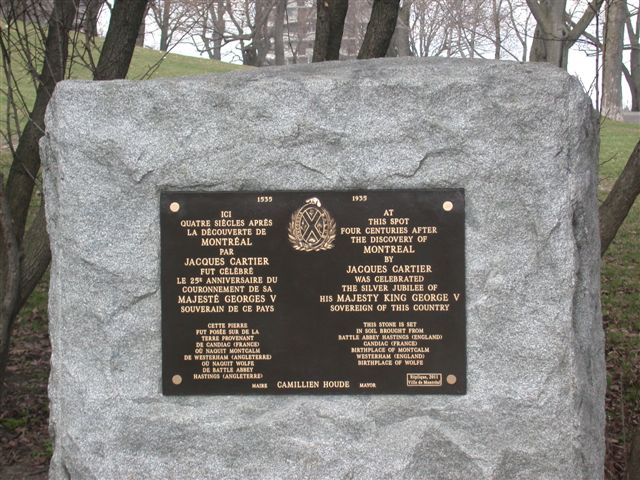 1535
ICI
QUATRE SIÈCLES APRÈS
LA DÉCOUVERTE DE
MONTRÉAL
PAR
JACQUES CARTIER
FUT CÉLÉBRÉ
LE 25e ANNIVERSAIRE DU
COURONNEMENT DE SA
MAJESTÉ GEORGES V
SOUVERAIN DE CE PAYS
CETTE PIERRE
FUT POSÉE SUR DE LA
TERRE PROVENANT
DE CANDIAC (FRANCE)
OÙ NAQUIT MONTCALM
DE WESTERHAM (ANGLETERRE)
OÙ NAQUIT WOLFE
DE BATTLE ABBEY
HASTINGS (ANGLETERRE)
1935
AT
THIS SPOT
FOUR CENTURIES AFTER
THE DISCOVERY OF
MONTREAL
BY
JACQUES CARTIER
WAS CELEBRATED
THE SILVER JUBILEE OF
HIS MAJESTY KING GEORGE V
SOVEREIGN OF THIS COUNTRY
THIS STONE IS SET
IN SOIL BROUGHT FROM
BATTLE ABBEY HASTINGS (ENGLAND)
CANDIAC (FRANCE)
BIRTHPLACE OF MONTCALM
WESTERHAM (ENGLAND)
BIRTHPLACE OF WOLFE
MAIRE CAMILLIEN HOUDE MAYOR
Réplique, 2011
Ville de Montréal